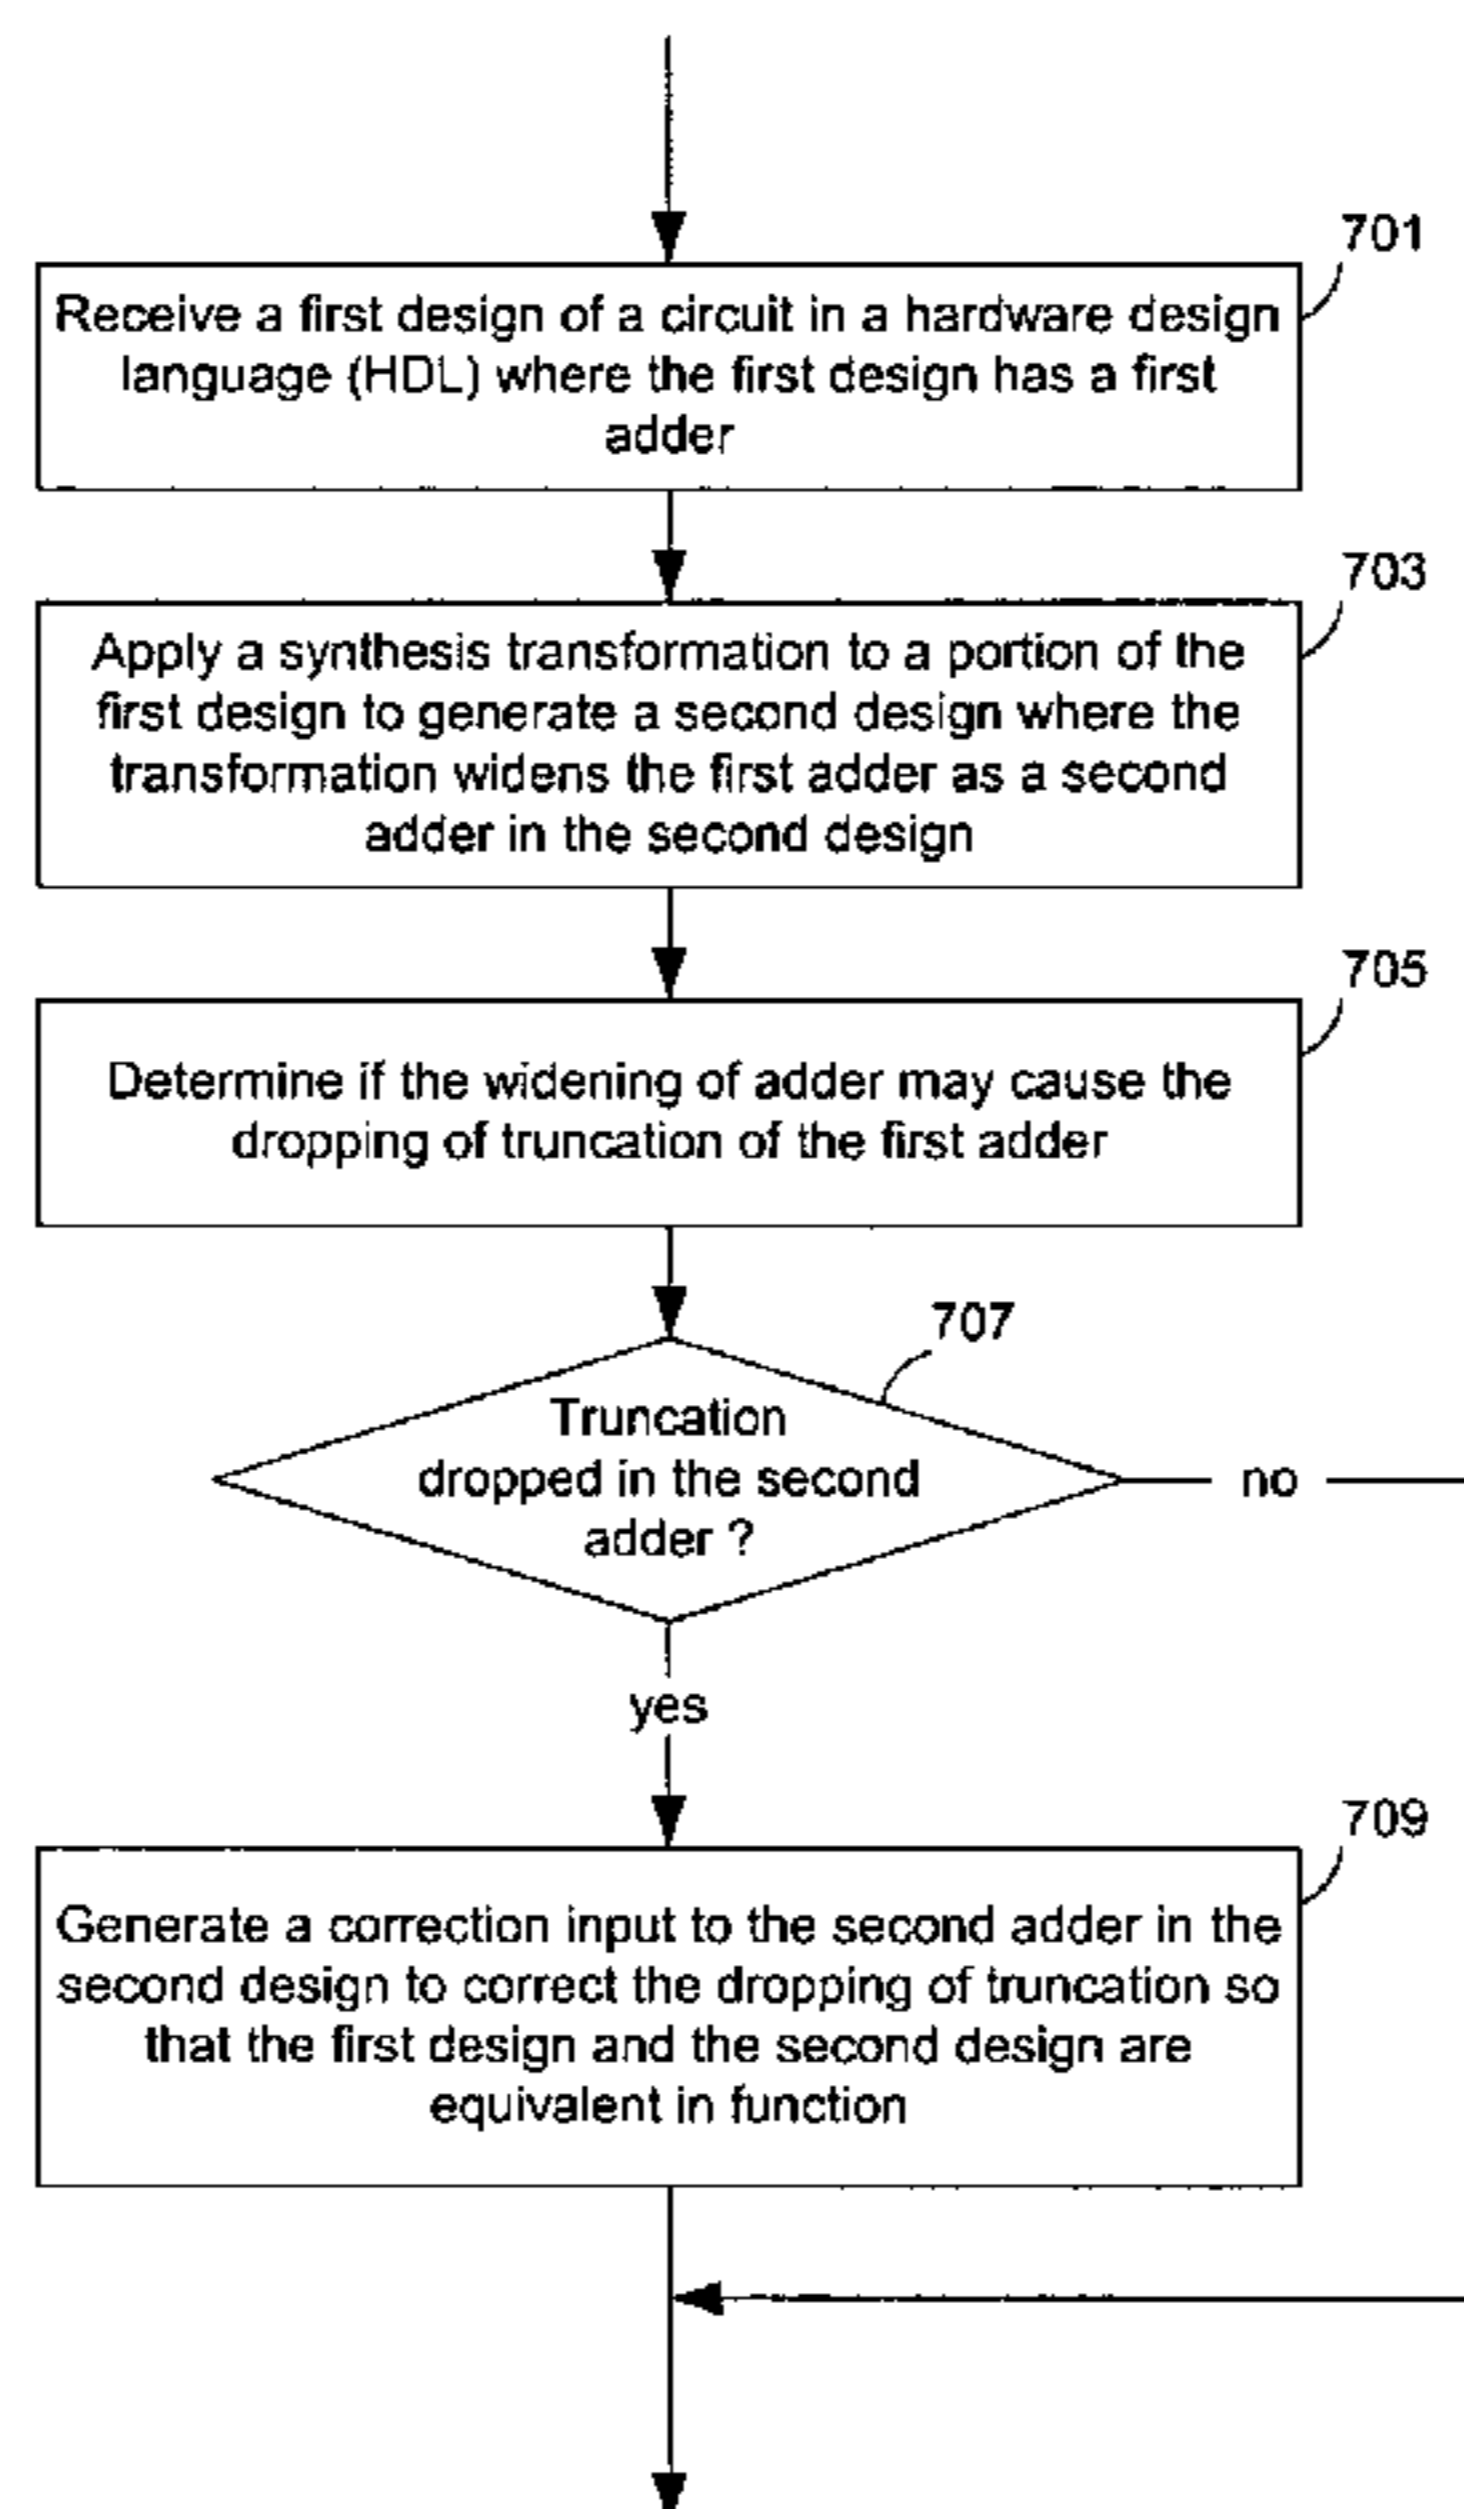 701
Receive a first design of a circuit in a hardware design
language (HDL) where the first design has a first
adder
703
Apply a synthesis transformation to a portion of the
first design to generate a second design where the
transformation widens the first adder as a second
adder in the second design
705
Determine if the widening of adder may cause the
dropping of truncation of the first adder
707
Truncation
dropped in the second
adder ?
no
yes
709
Generate a correction input to the second adder in the
second design to correct the dropping of truncation so
that the first design and the second design are
equivalent in function